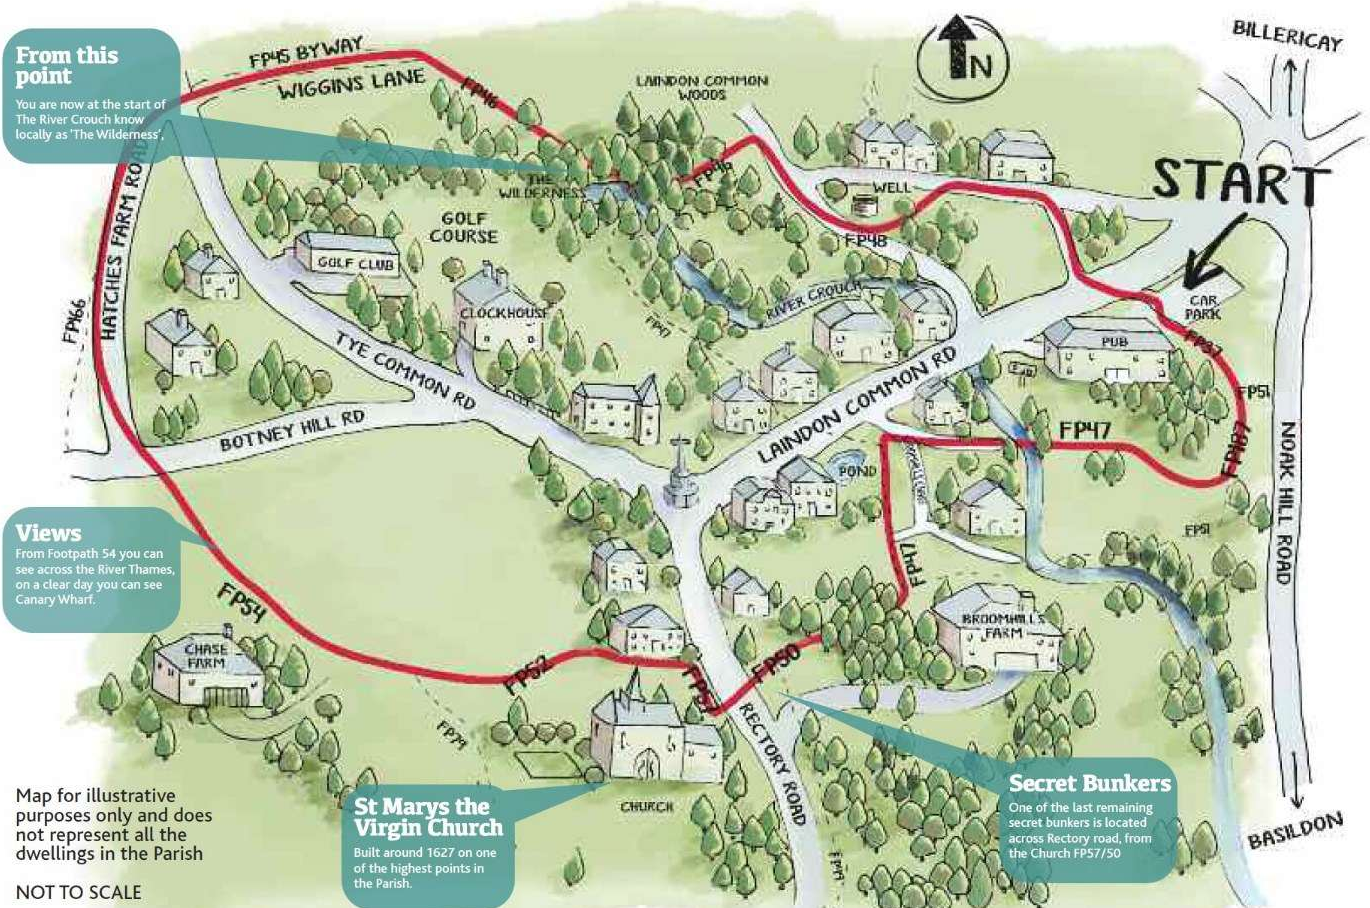 BILLERICAY
START
N
From this
point
You are now at the start of
The River Crouch know
locally as 'The Wilderness'.
FP45 BYWAY
WIGGINS LANE
FP46
LAINDON COMMON
WOODS
THE
WILDERNESS
WELL
FP48
GOLF
COURSE
GOLF CLUB
CLOCKHOUSE
RIVER CROUCH
CAR
PARK
FP166
HATCHES FARM ROAD
FP47
PUB
FP37
FP51
FP187
TYE COMMON RD
LAINDON COMMON RD
BOTNEY HILL RD
FP47
POND
NOAK HILL ROAD
FP51
FP47
Views
From Footpath 54 you can
see across the River Thames,
on a clear day you can see
Canary Wharf.
FP54
CHASE
FARM
FP52
FP57
FP50
BROOMHILLS
FARM
FP79
RECTORY ROAD
Secret Bunkers
One of the last remaining
secret bunkers is located
across Rectory road, from
the Church FP57/50
St Marys the
Virgin Church
Built around 1627 on one
of the highest points in
the Parish.
CHURCH
FP49
BASILDON
Map for illustrative
purposes only and does
not represent all the
dwellings in the Parish
NOT TO SCALE